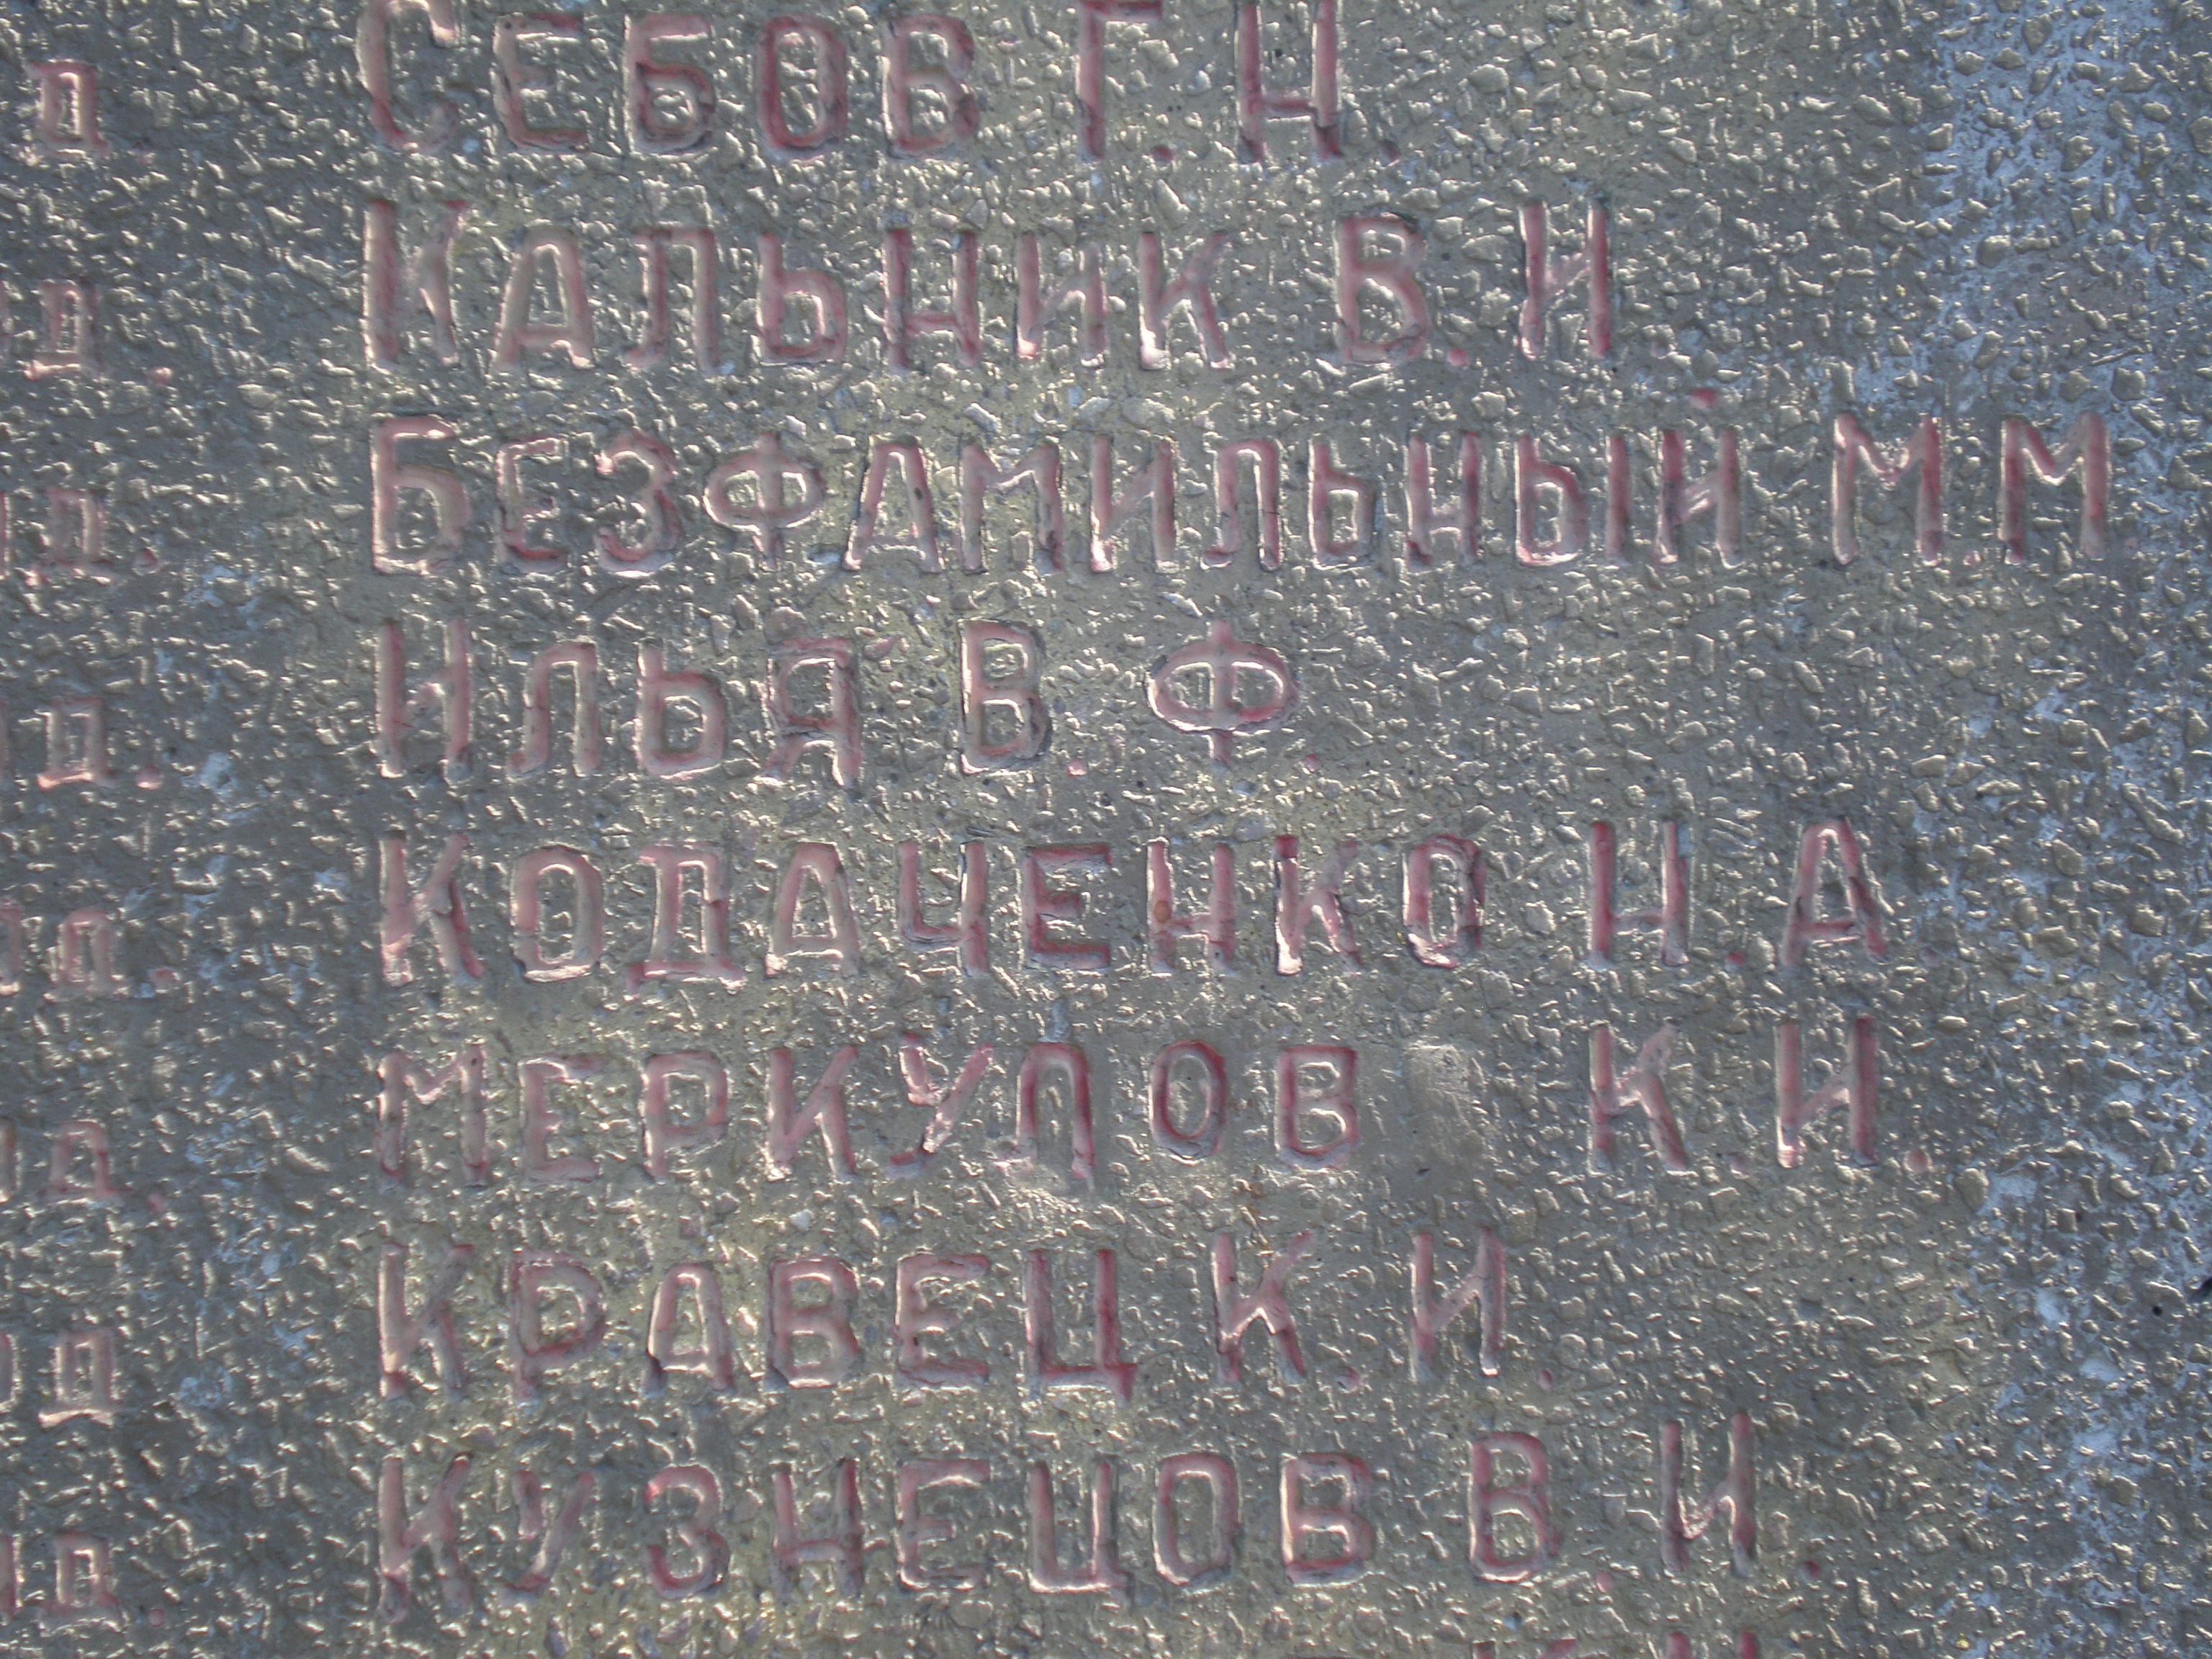 д. СЕБОВ Г. Н.
д. КАЛЬНИК В. И.
д. БЕЗФАМИЛЬНЫЙ М. М.
д. ИЛЬЯ В. Ф.
д. КОДАЧЕНКО Н. А.
д. МЕРКУЛОВ К. И.
д КРАВЕЦ К. И.
д. КУЗНЕЦОВ В. И.